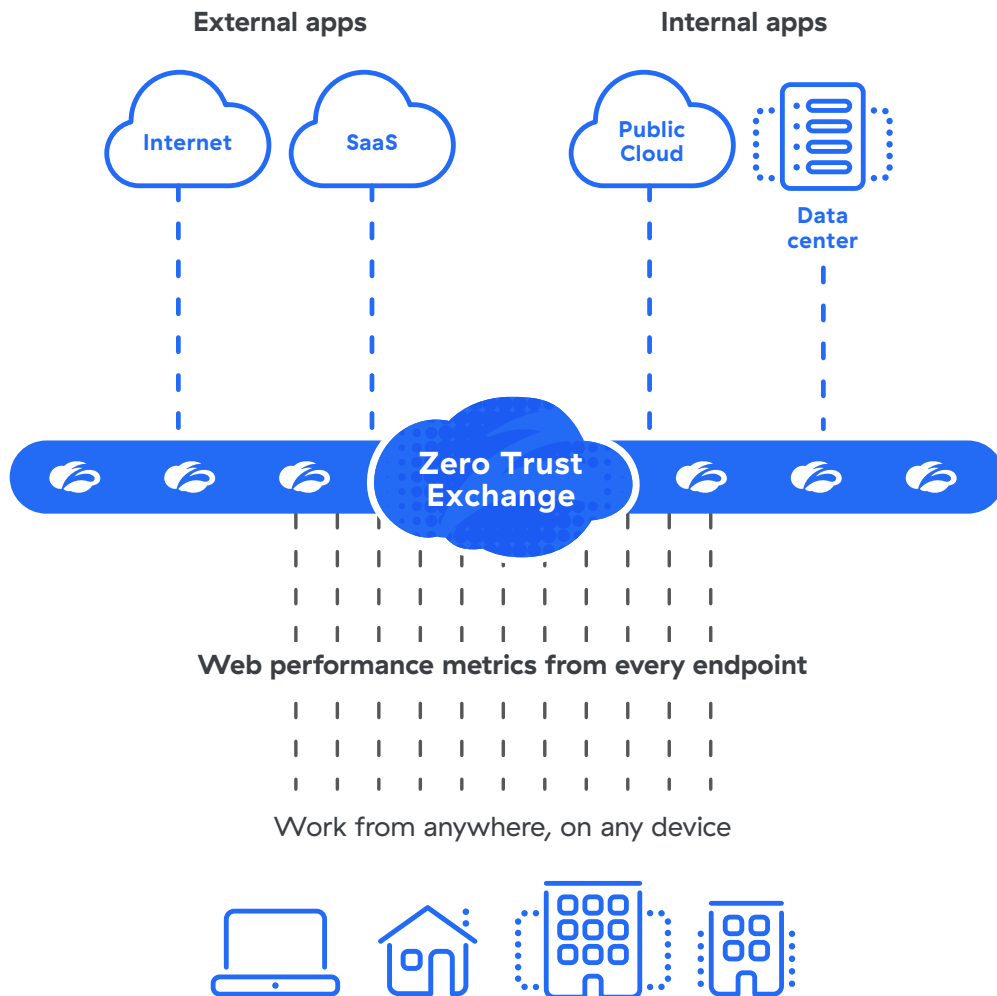 External apps
Internal apps
Internet
SaaS
Public
Cloud
Data
center
Zero Trust
Exchange
Web performance metrics from every endpoint
Work from anywhere, on any device